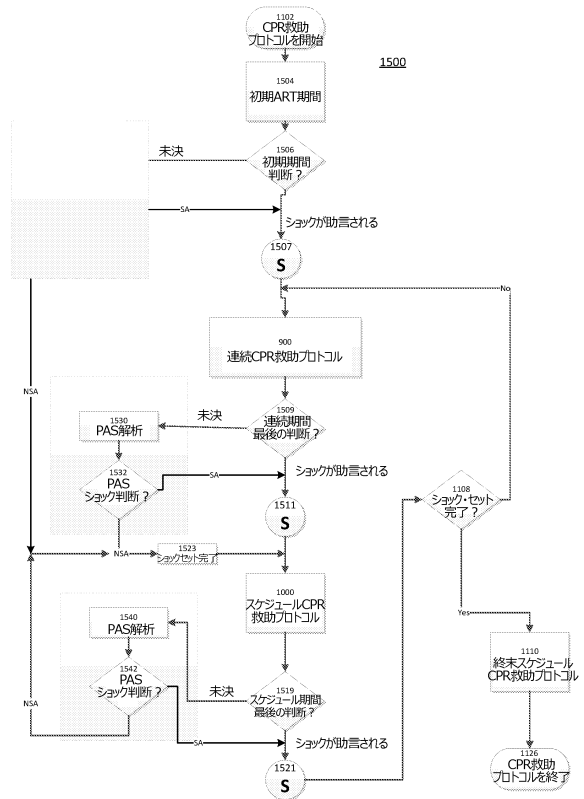 1102
CPR救助
プロトコルを開始
1500
1504
初期ART期間
未決
1506
初期期間
判断？
SA
ショックが助言される
1507
S
No
900
連続CPR救助プロトコル
NSA
未決
1509
連続期間
最後の判断？
1530
PAS解析
1532
PAS
ショック判断？
SA
ショックが助言される
1511
S
1108
ショック・セット
完了？
NSA
1523
ショックセット完了
1000
スケジュールCPR
救助プロトコル
Yes
1540
PAS解析
1110
終末スケジュール
CPR救助プロトコル
1542
PAS
ショック判断？
未決
1519
スケジュール期間
最後の判断？
NSA
SA
ショックが助言される
1521
S
1126
CPR救助
プロトコルを終了